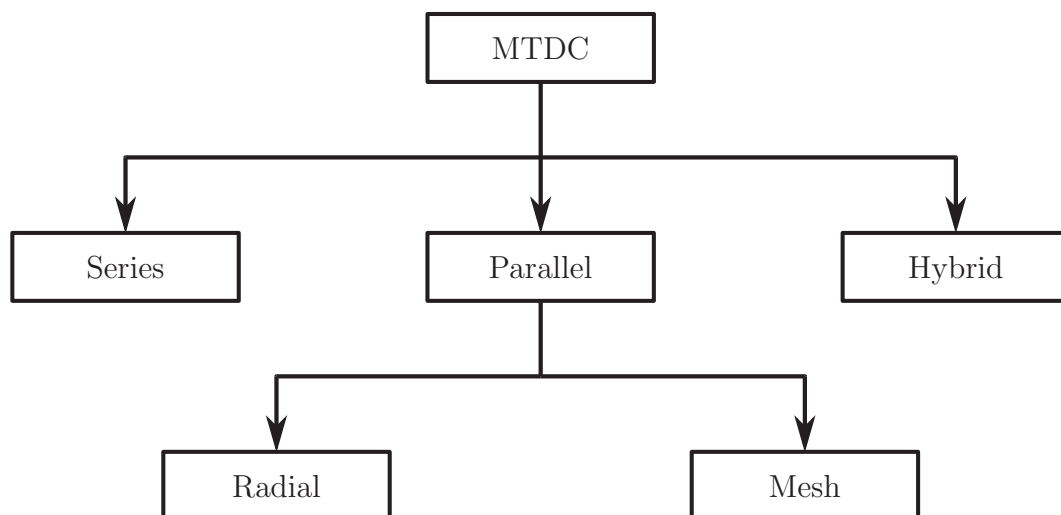 MTDC
Series
Parallel
Hybrid
Radial
Mesh